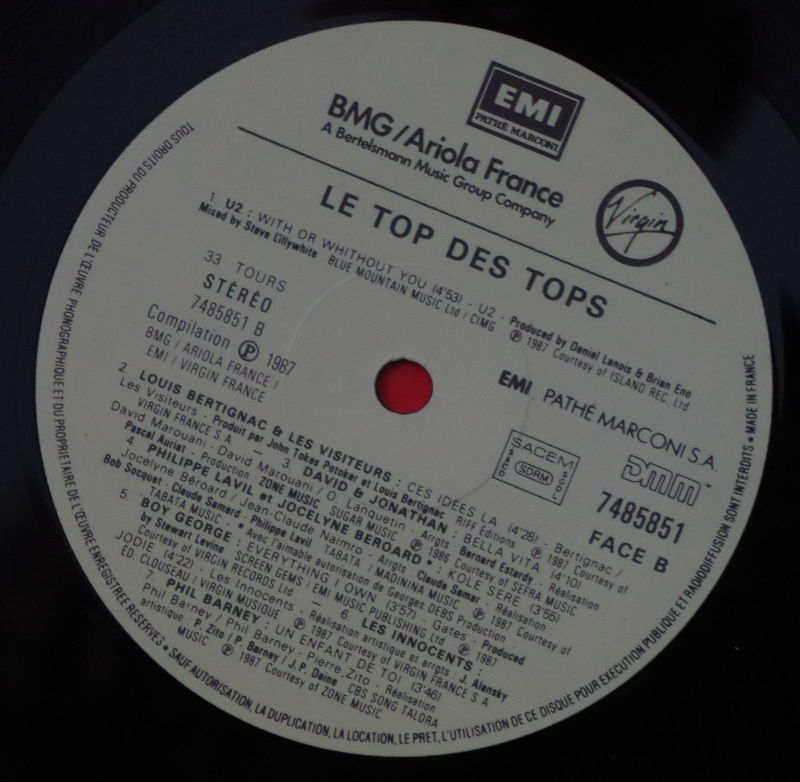 EMI
PATHÉ MARCONI
BMG/Ariola France
A Bertelsmann Music Group Company
Virgin
LE TOP DES TOPS
1. U2 : WITH OR WHITHOUT YOU (4'53) - U2 - Produced by Daniel Lanois & Brian Eno
Mixed by Steve Lillywhite BLUE MOUNTAIN MUSIC Ltd / CIMG ℗ 1987 Courtesy of ISLAND REC. Ltd
33 TOURS
STÉRÉO
7485851 B
Compilation ℗ 1987
BMG / ARIOLA FRANCE /
EMI / VIRGIN FRANCE
EMI PATHÉ MARCONI S.A.
SACEM
SACD SDRM SGDL
DMM
7485851
FACE B
2. LOUIS BERTIGNAC & LES VISITEURS : CES IDÉES LA (4'28) - Bertignac /
Les Visiteurs - Produit par John Tokes Potoker et Louis Bertignac RIFF Éditions ℗ 1987 Courtesy of
VIRGIN FRANCE S.A. — 3. DAVID & JONATHAN : BELLA VITA (4'10) -
David Marouani - David Marouani / O. Lanquetin - Arrgts Bernard Estardy - Réalisation :
Pascal Auriat - Production ZONE MUSIC SUGAR MUSIC ℗ 1986 Courtesy of SEFRA MUSIC
4. PHILIPPE LAVIL et JOCELYNE BEROARD* : KOLE SERE (3'55)
Jocelyne Béroard / Jean-Claude Naimro - Arrgts : Claude Samar - Réalisation :
Bob Socquet - Claude Samard - Philippe Lavil TABATA / MADININA MUSIC ℗ 1987 Courtesy of
TABATA MUSIC - * Avec l'aimable autorisation de Georges DEBS Production
5. BOY GEORGE : EVERYTHING I OWN (3'57) - Gates - Produced
by Stewart Levine SCREEN GEMS / EMI MUSIC PUBLISHING Ltd ℗ 1987
Courtesy of VIRGIN RECORDS Ltd — 6. LES INNOCENTS :
JODIE (4'22) - Les Innocents - Réalisation artistique et arrgts : J. Alansky
ED. CLOUSEAU / VIRGIN MUSIQUE ℗ 1987 Courtesy of VIRGIN FRANCE S.A.
7. PHIL BARNEY : UN ENFANT DE TOI (3'46)
Phil Barney / Phil Barney - Pierre Zito - Réalisation
artistique : P. Zito / P. Barney / J.P. Daine CBS SONG TALDRA
MUSIC ℗ 1987 Courtesy of ZONE MUSIC
TOUS DROITS DU PRODUCTEUR DE L'ŒUVRE PHONOGRAPHIQUE ET DU PROPRIÉTAIRE DE L'ŒUVRE ENREGISTRÉE RÉSERVÉS • SAUF AUTORISATION, LA DUPLICATION, LA LOCATION, LE PRÊT, L'UTILISATION DE CE DISQUE POUR EXÉCUTION PUBLIQUE ET RADIODIFFUSION SONT INTERDITS • MADE IN FRANCE